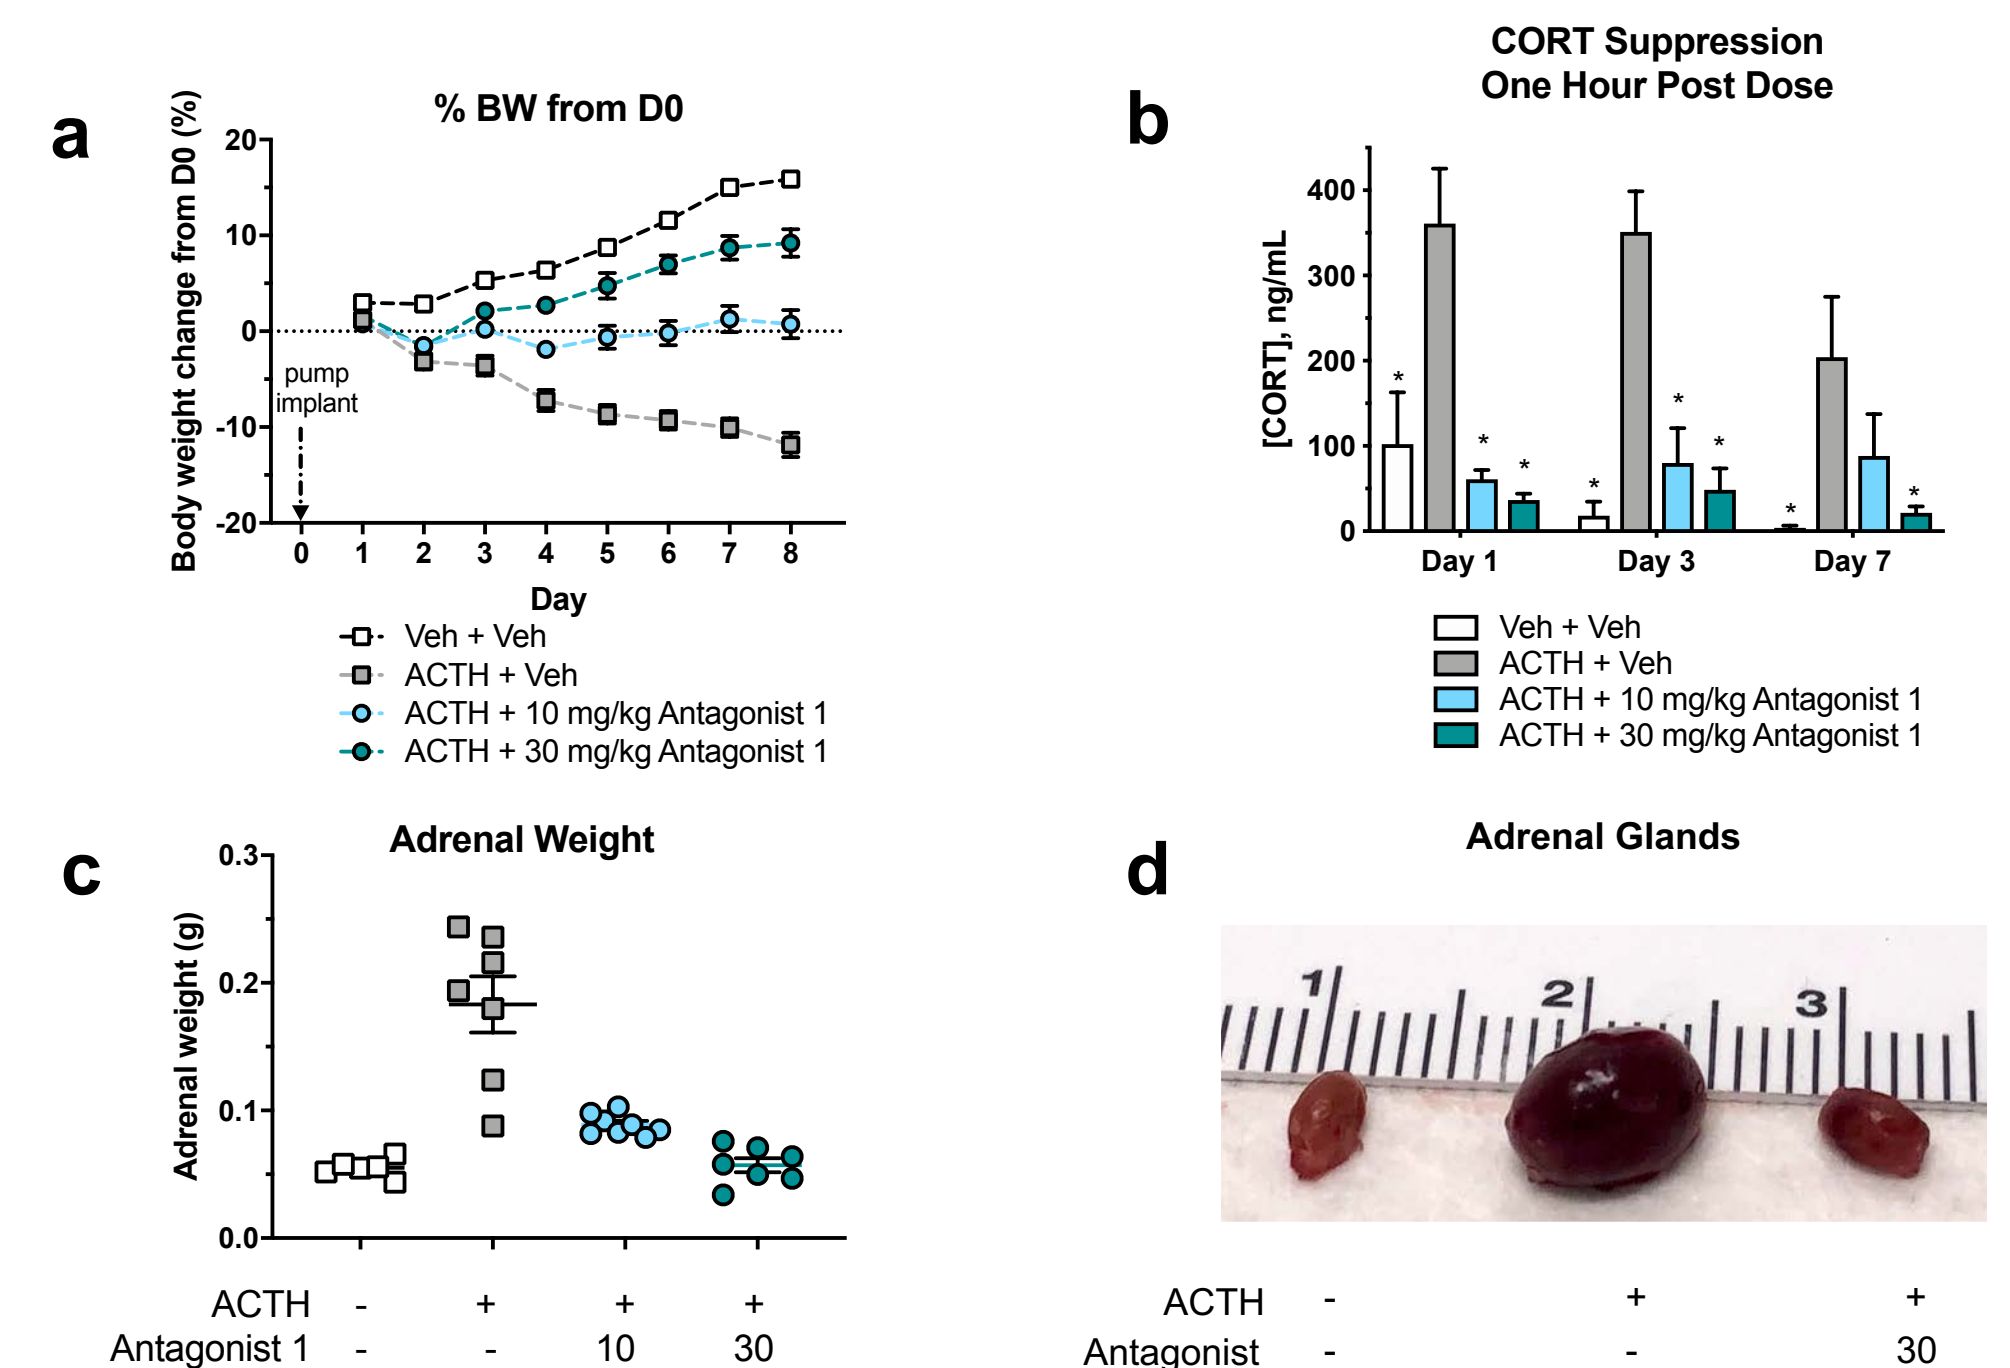 a
% BW from D0
Body weight change from D0 (%)
20
10
0
-10
-20
pump
implant
0 1 2 3 4 5 6 7 8
Day
Veh + Veh
ACTH + Veh
ACTH + 10 mg/kg Antagonist 1
ACTH + 30 mg/kg Antagonist 1
b
CORT Suppression
One Hour Post Dose
[CORT], ng/mL
400
300
200
100
0
* * * *
* * *
* *
Day 1 Day 3 Day 7
Veh + Veh
ACTH + Veh
ACTH + 10 mg/kg Antagonist 1
ACTH + 30 mg/kg Antagonist 1
c
Adrenal Weight
Adrenal weight (g)
0.3
0.2
0.1
0.0
ACTH - + + +
Antagonist 1 - - 10 30
d
Adrenal Glands
1 2 3
ACTH - + +
Antagonist - - 30